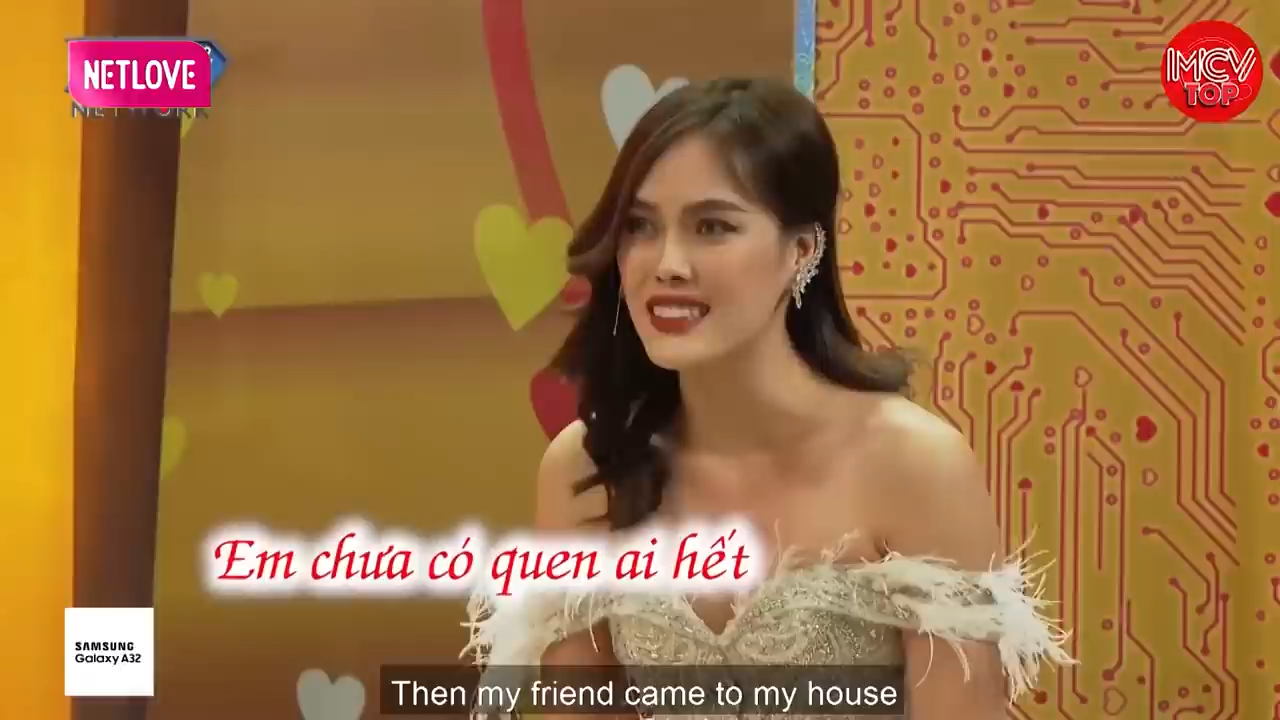 NETLOVE
NETWORK
MCV
TOP
Em chưa có quen ai hết
SAMSUNG
Galaxy A32
Then my friend came to my house